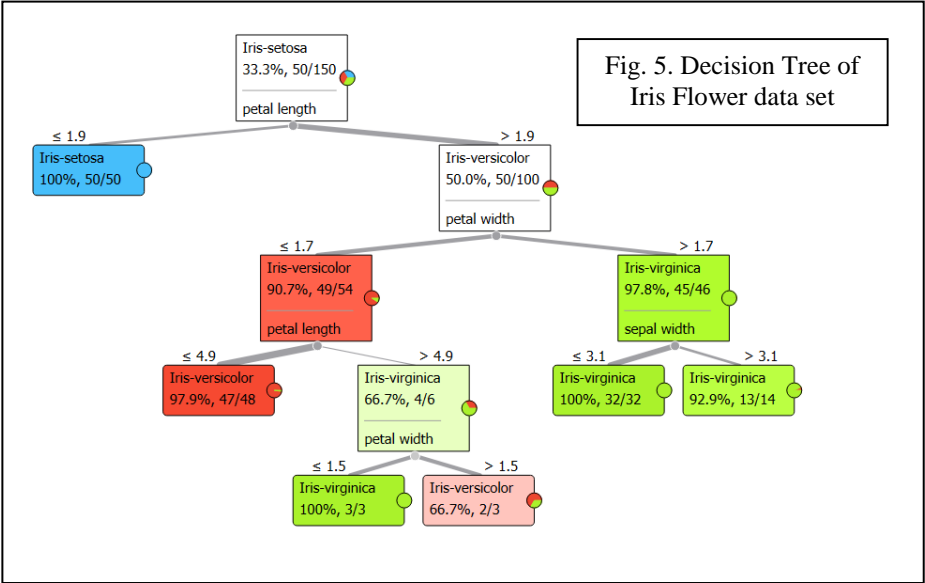 Iris-setosa
33.3%, 50/150
petal length
Fig. 5. Decision Tree of
Iris Flower data set
≤ 1.9
> 1.9
Iris-setosa
100%, 50/50
Iris-versicolor
50.0%, 50/100
petal width
≤ 1.7
> 1.7
Iris-versicolor
90.7%, 49/54
petal length
Iris-virginica
97.8%, 45/46
sepal width
≤ 4.9
> 4.9
≤ 3.1
> 3.1
Iris-versicolor
97.9%, 47/48
Iris-virginica
66.7%, 4/6
petal width
Iris-virginica
100%, 32/32
Iris-virginica
92.9%, 13/14
≤ 1.5
> 1.5
Iris-virginica
100%, 3/3
Iris-versicolor
66.7%, 2/3